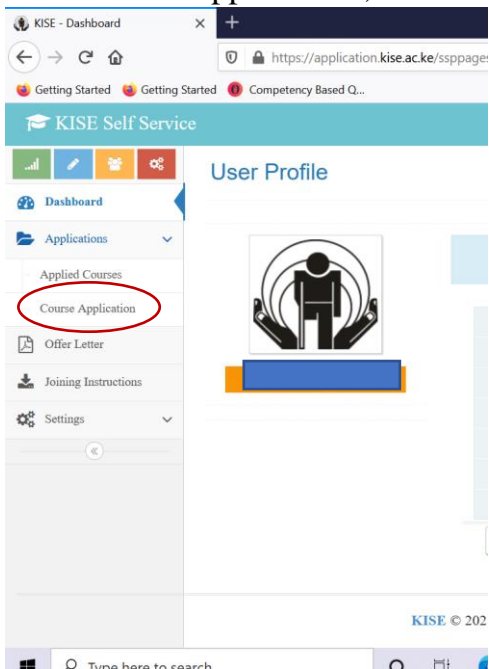 KISE - Dashboard
https://application.kise.ac.ke/ssppages
Getting Started Getting Started Competency Based Q...
KISE Self Service
User Profile
Dashboard
Applications
Applied Courses
Course Application
Offer Letter
Joining Instructions
Settings
KISE © 202
Type here to search